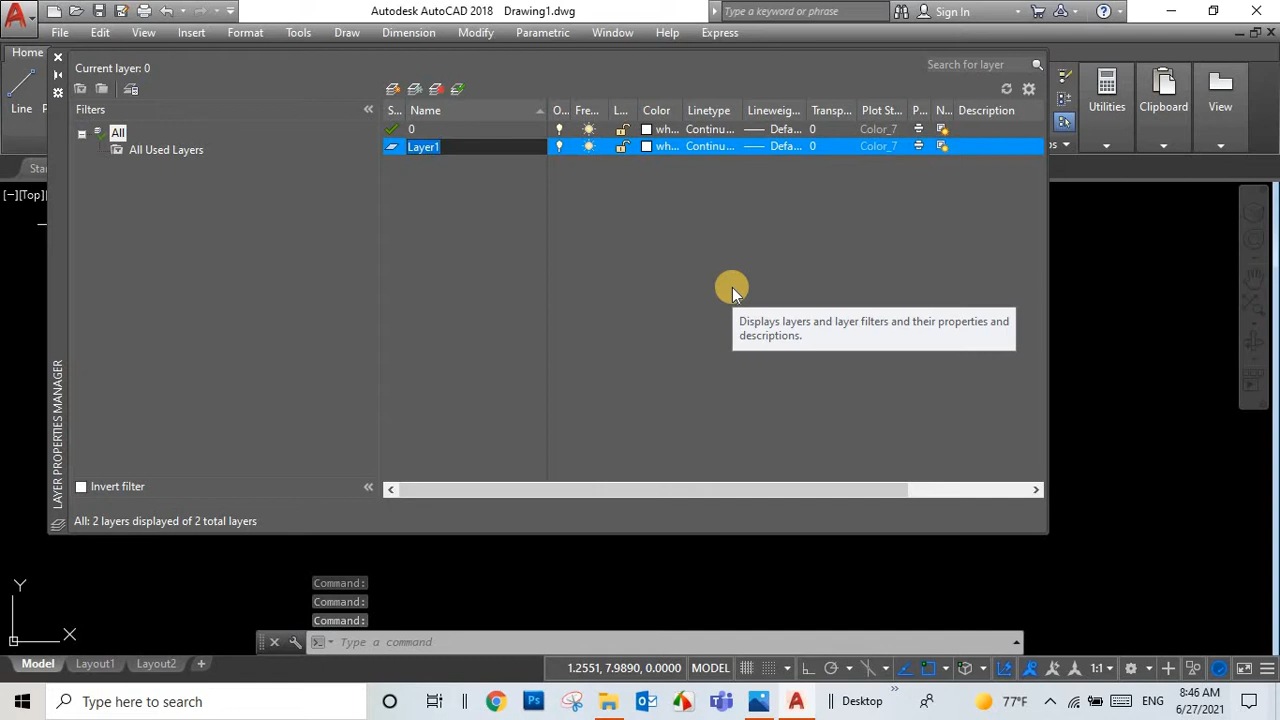 Autodesk AutoCAD 2018 Drawing1.dwg
Type a keyword or phrase
Sign In
File Edit View Insert Format Tools Draw Dimension Modify Parametric Window Help Express
Home
Current layer: 0
Search for layer
Filters
S.. Name O.. Fre... L... Color Linetype Lineweig... Transp... Plot St... P... N... Description
All
0 wh... Continu... Defa... 0 Color_7
Layer1 wh... Continu... Defa... 0 Color_7
All Used Layers
Line
Utilities
Clipboard
View
[−][Top]
Displays layers and layer filters and their properties and
descriptions.
LAYER PROPERTIES MANAGER
Invert filter
All: 2 layers displayed of 2 total layers
Y
X
Command:
Command:
Command:
Type a command
Model Layout1 Layout2 +
1.2551, 7.9890, 0.0000 MODEL
1:1
Type here to search
Ps
Desktop
77°F
ENG
8:46 AM
6/27/2021